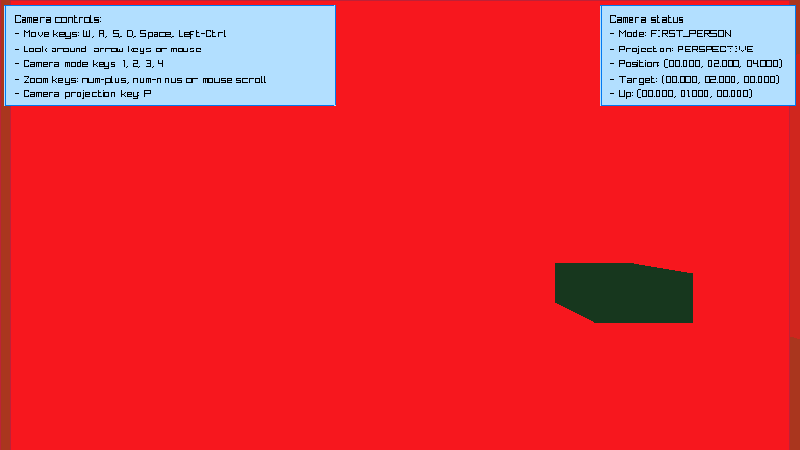 Camera controls:
- Move keys: W, A, S, D, Space, Left-Ctrl
- Look around: arrow keys or mouse
- Camera mode keys: 1, 2, 3, 4
- Zoom keys: num-plus, num-minus or mouse scroll
- Camera projection key: P
Camera status
- Mode: FIRST_PERSON
- Projection: PERSPECTIVE
- Position: (00.000, 02.000, 04.000)
- Target: (00.000, 02.000, 00.000)
- Up: (00.000, 01.000, 00.000)